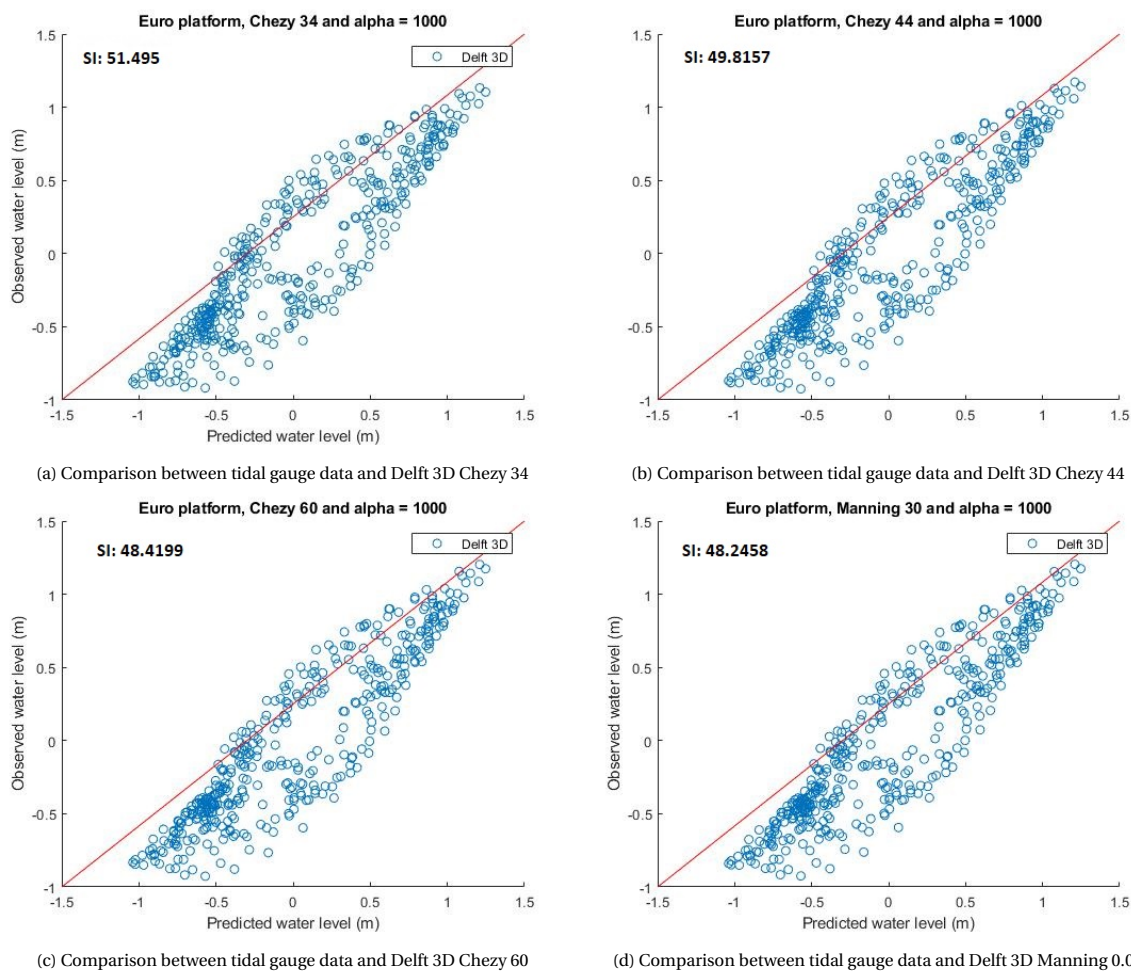 Euro platform, Chezy 34 and alpha = 1000
SI: 51.495
Delft 3D
1.5
1
0.5
0
-0.5
-1
Observed water level (m)
-1.5 -1 -0.5 0 0.5 1 1.5
Predicted water level (m)
(a) Comparison between tidal gauge data and Delft 3D Chezy 34
Euro platform, Chezy 44 and alpha = 1000
SI: 49.8157
1.5
1
0.5
0
-0.5
-1
-1.5 -1 -0.5 0 0.5 1 1.5
(b) Comparison between tidal gauge data and Delft 3D Chezy 44
Euro platform, Chezy 60 and alpha = 1000
SI: 48.4199
Delft 3D
1.5
1
0.5
0
-0.5
-1
Observed water level (m)
-1.5 -1 -0.5 0 0.5 1 1.5
Predicted water level (m)
(c) Comparison between tidal gauge data and Delft 3D Chezy 60
Euro platform, Manning 30 and alpha = 1000
SI: 48.2458
Delft 3D
1.5
1
0.5
0
-0.5
-1
Observed water level (m)
-1.5 -1 -0.5 0 0.5 1 1.5
Predicted water level (m)
(d) Comparison between tidal gauge data and Delft 3D Manning 0.0